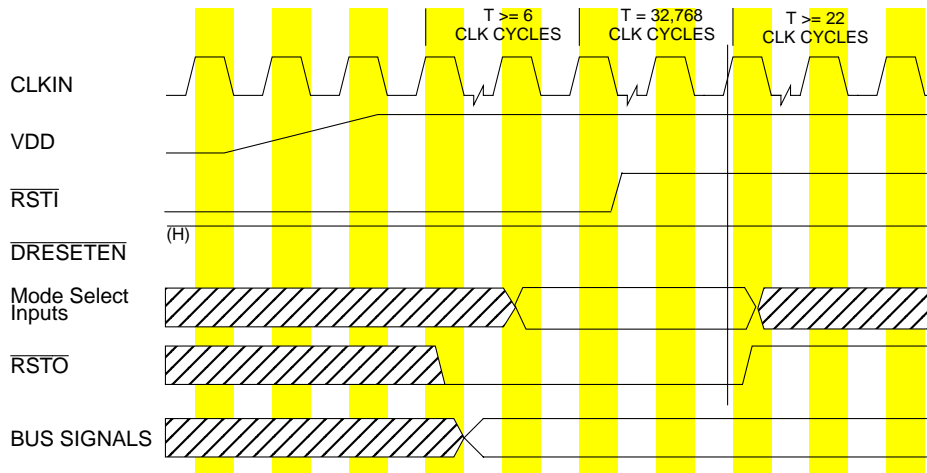 T >= 6
CLK CYCLES
T = 32,768
CLK CYCLES
T >= 22
CLK CYCLES
CLKIN
VDD
RSTI
(H)
DRESETEN
Mode Select
Inputs
RSTO
BUS SIGNALS